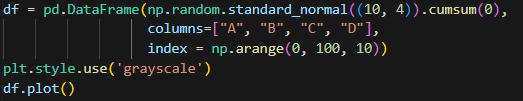 df = pd.DataFrame(np.random.standard_normal((10, 4)).cumsum(0),
                  columns=["A", "B", "C", "D"],
                  index = np.arange(0, 100, 10))
plt.style.use('grayscale')
df.plot()